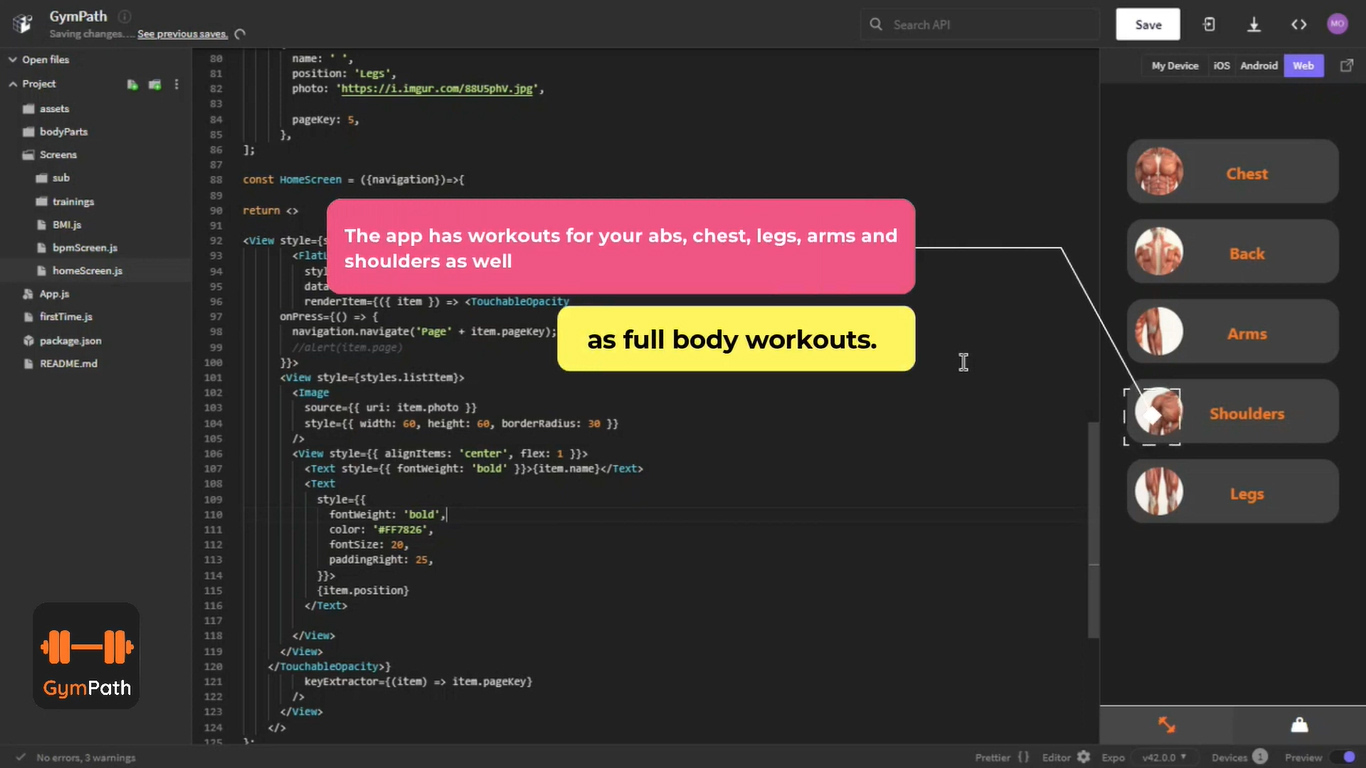 GymPath
Saving changes.... See previous saves.
Search API
Save
MO
Open files
Project
assets
bodyParts
Screens
sub
trainings
BMI.js
bpmScreen.js
homeScreen.js
App.js
firstTime.js
package.json
README.md
GymPath
80 name: ' ',
81 position: 'Legs',
82 photo: 'https://i.imgur.com/88U5phV.jpg',
83
84 pageKey: 5,
85 },
86 ];
87
88 const HomeScreen = ({navigation})=>{
89
90 return <>
91
92 <View style={s
93 <Flat
94 styl
95 data
96 renderItem={({ item }) => <TouchableOpacity
97 onPress={() => {
98 navigation.navigate('Page' + item.pageKey);
99 //alert(item.page)
100 }}>
101 <View style={styles.listItem}>
102 <Image
103 source={{ uri: item.photo }}
104 style={{ width: 60, height: 60, borderRadius: 30 }}
105 />
106 <View style={{ alignItems: 'center', flex: 1 }}>
107 <Text style={{ fontWeight: 'bold' }}>{item.name}</Text>
108 <Text
109 style={{
110 fontWeight: 'bold',
111 color: '#FF7826',
112 fontSize: 20,
113 paddingRight: 25,
114 }}>
115 {item.position}
116 </Text>
117
118 </View>
119 </View>
120 </TouchableOpacity>}
121 keyExtractor={(item) => item.pageKey}
122 />
123 </View>
124 </>
125 };
The app has workouts for your abs, chest, legs, arms and
shoulders as well
as full body workouts.
My Device iOS Android Web
Chest
Back
Arms
Shoulders
Legs
No errors, 3 warnings
Prettier { } Editor Expo v42.0.0 Devices 1 Preview